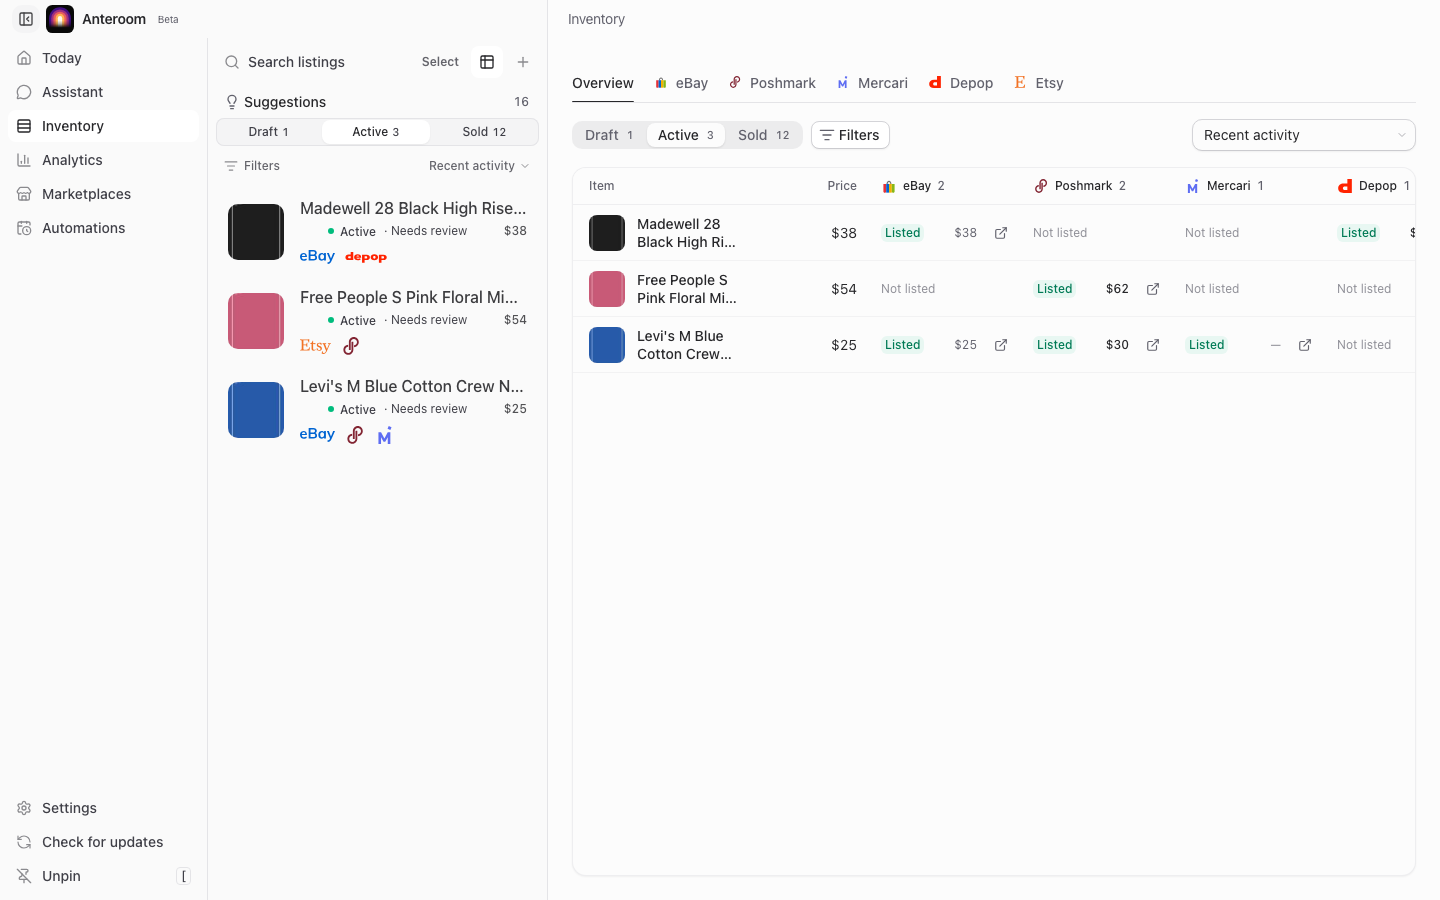 Anteroom Beta
Today
Assistant
Inventory
Analytics
Marketplaces
Automations
Settings
Check for updates
Unpin [
Search listings Select
Suggestions 16
Draft 1 Active 3 Sold 12
Filters Recent activity
Madewell 28 Black High Rise...
Active · Needs review $38
eBay depop
Free People S Pink Floral Mi...
Active · Needs review $54
Etsy
Levi's M Blue Cotton Crew N...
Active · Needs review $25
eBay
Inventory
Overview eBay Poshmark Mercari Depop Etsy
Draft 1 Active 3 Sold 12 Filters Recent activity
Item Price eBay 2 Poshmark 2 Mercari 1 Depop 1
Madewell 28
Black High Ri...
$38 Listed $38 Not listed Not listed Listed $
Free People S
Pink Floral Mi...
$54 Not listed Listed $62 Not listed Not listed
Levi's M Blue
Cotton Crew...
$25 Listed $25 Listed $30 Listed — Not listed